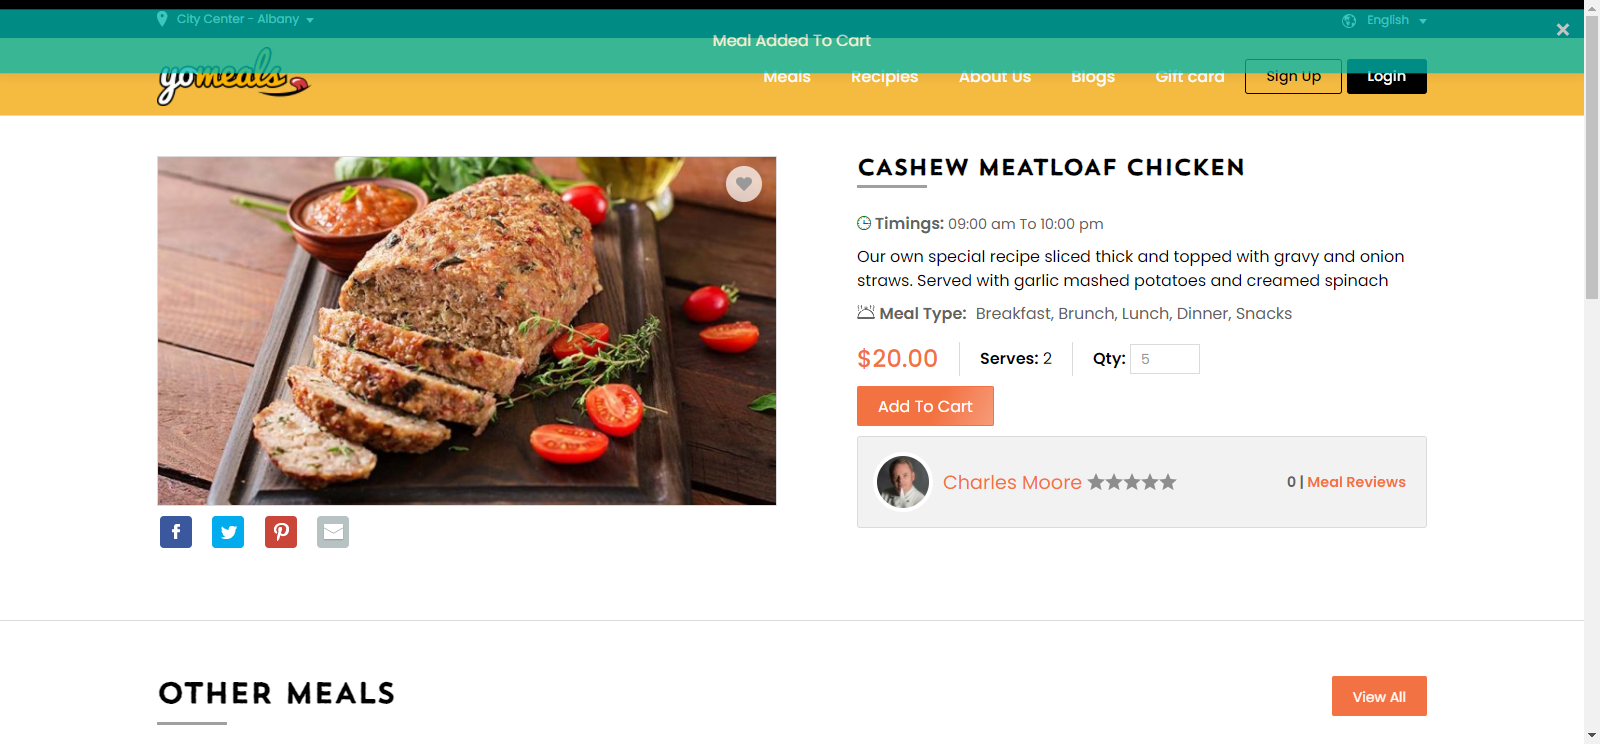 City Center - Albany
English
Meal Added To Cart
yomeals
Meals Recipies About Us Blogs Gift card Sign Up Login
CASHEW MEATLOAF CHICKEN
Timings: 09:00 am To 10:00 pm
Our own special recipe sliced thick and topped with gravy and onion
straws. Served with garlic mashed potatoes and creamed spinach
Meal Type: Breakfast, Brunch, Lunch, Dinner, Snacks
$20.00 Serves: 2 Qty: 5
Add To Cart
Charles Moore 0 | Meal Reviews
OTHER MEALS
View All